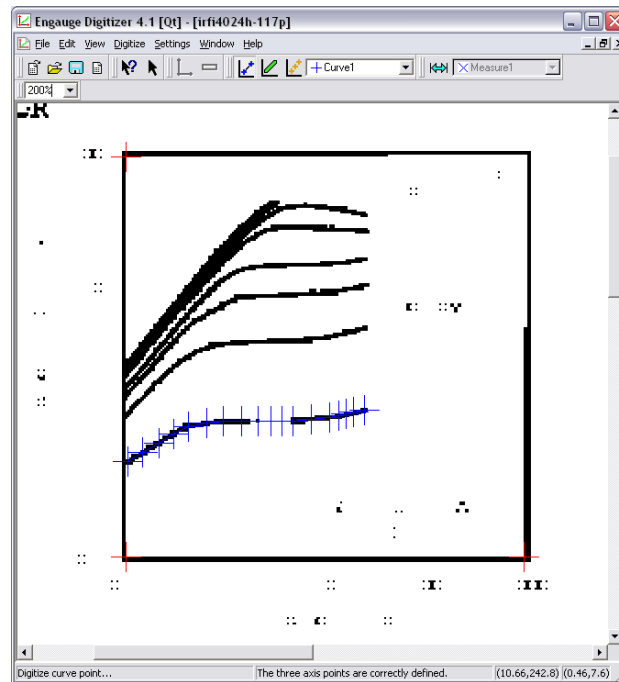 Engauge Digitizer 4.1 [Qt] - [irfi4024h-117p]
File Edit View Digitize Settings Window Help
Curve1 Measure1
200%
Digitize curve point... The three axis points are correctly defined. (10.66,242.8) (0.46,7.6)